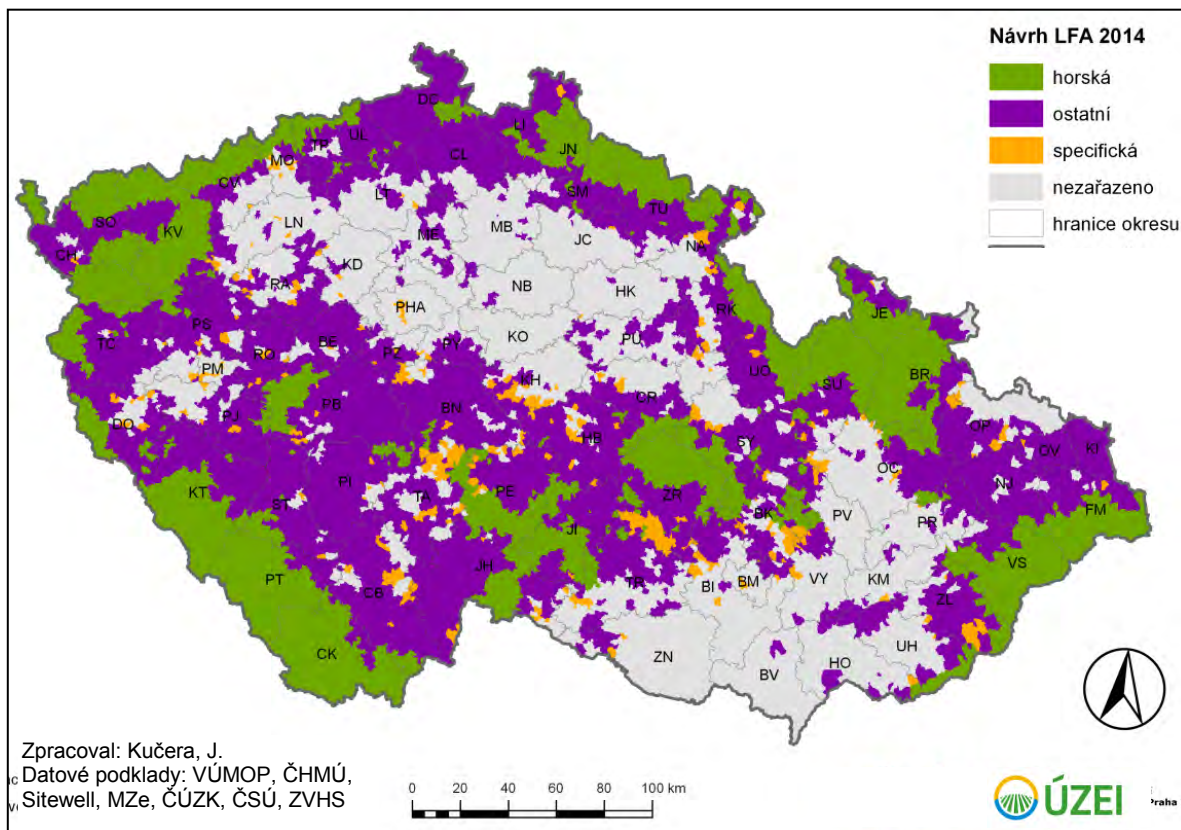 Návrh LFA 2014
horská
ostatní
specifická
nezařazeno
hranice okresu
DC
LI
UL
TP
MO
CL
JN
CV
LT
SM
SO
KV
TU
LN
ME
MB
JC
CH
NA
KD
RA
NB
HK
PHA
RK
JE
PS
TC
RO
BE
PZ
PY
KO
PU
PM
KH
UO
SU
BR
PJ
PB
BN
CR
DO
HB
SY
OP
OV
KI
KT
PI
TA
PE
ZR
OC
NJ
ST
BK
PV
PR
FM
JI
VS
PT
CB
JH
TR
BI
BM
VY
KM
ZL
CK
ZN
BV
HO
UH
Zpracoval: Kučera, J.
Datové podklady: VÚMOP, ČHMÚ,
Sitewell, MZe, ČÚZK, ČSÚ, ZVHS
0 20 40 60 80 100 km
ÚZEI
Praha